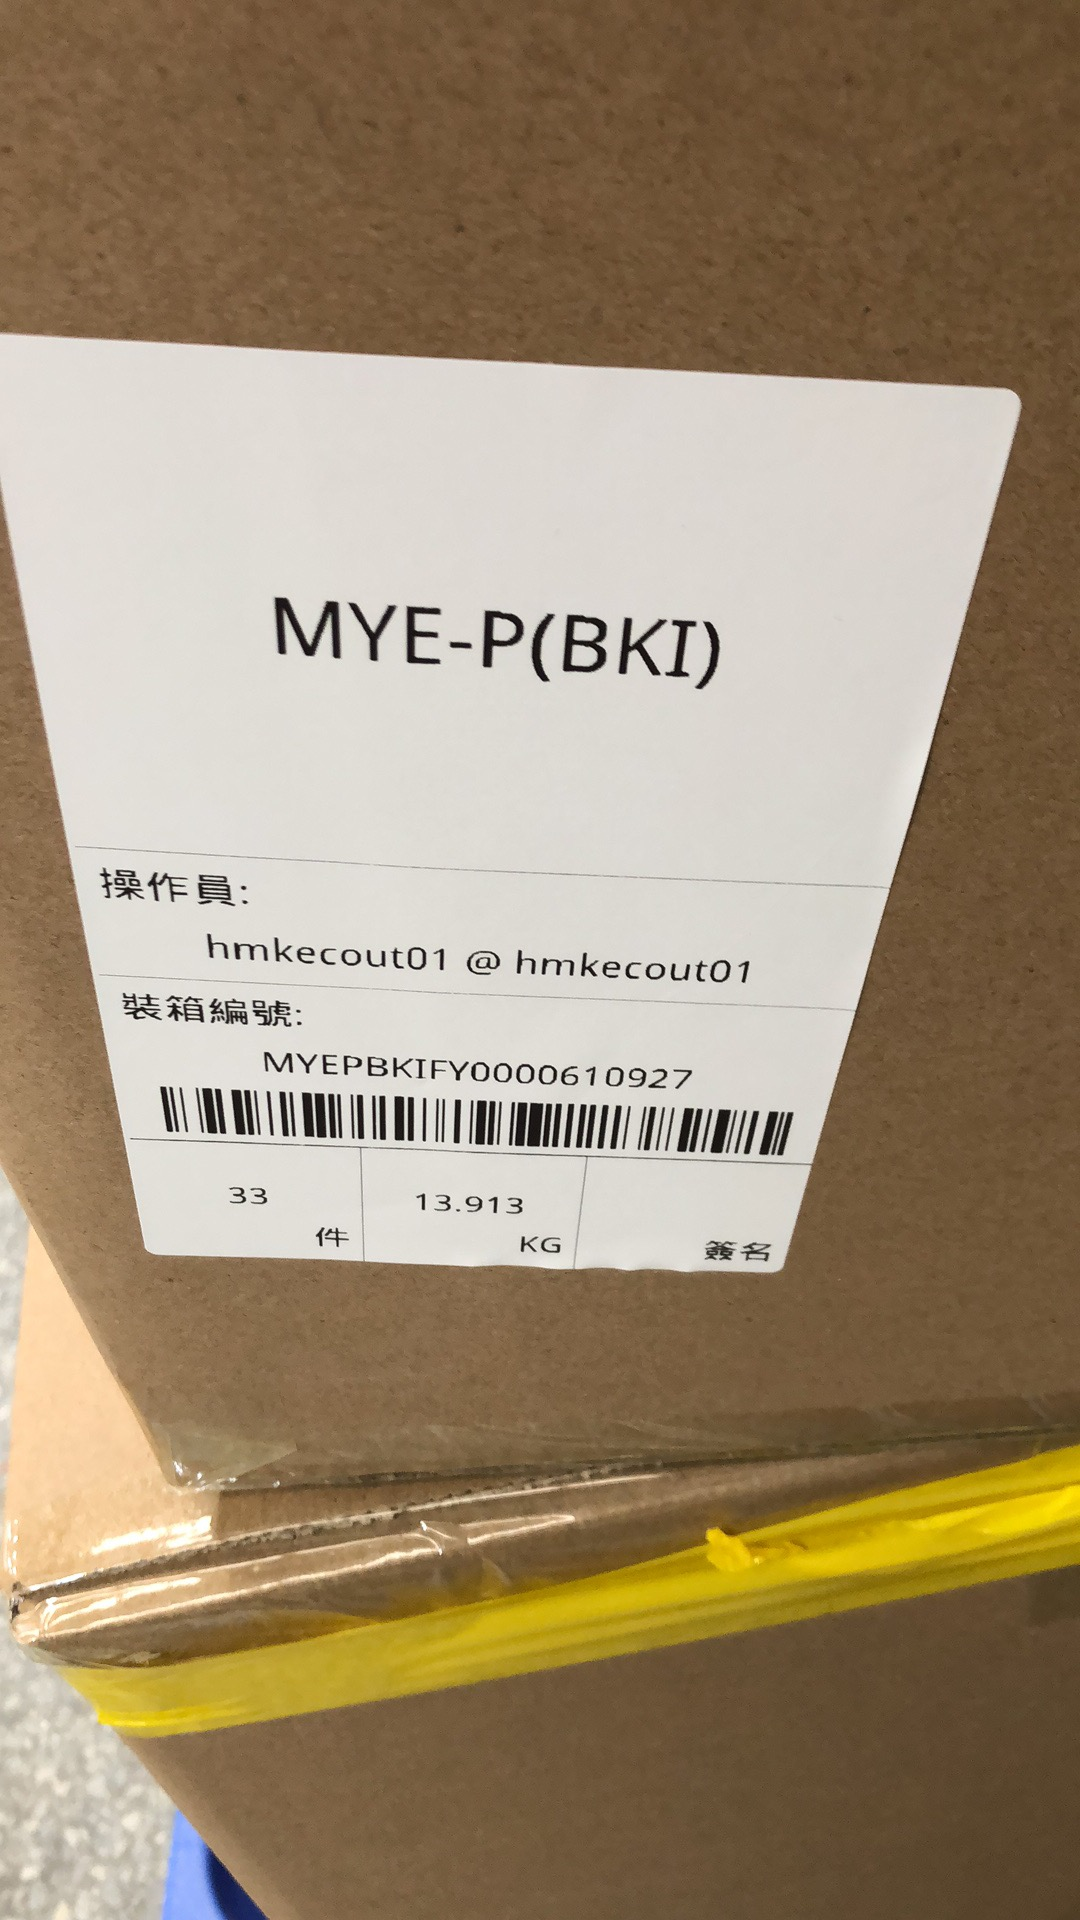 MYE-P(BKI)
操作員:
hmkecout01 @ hmkecout01
裝箱編號:
MYEPBKIFY0000610927
33 件
13.913 KG
簽名